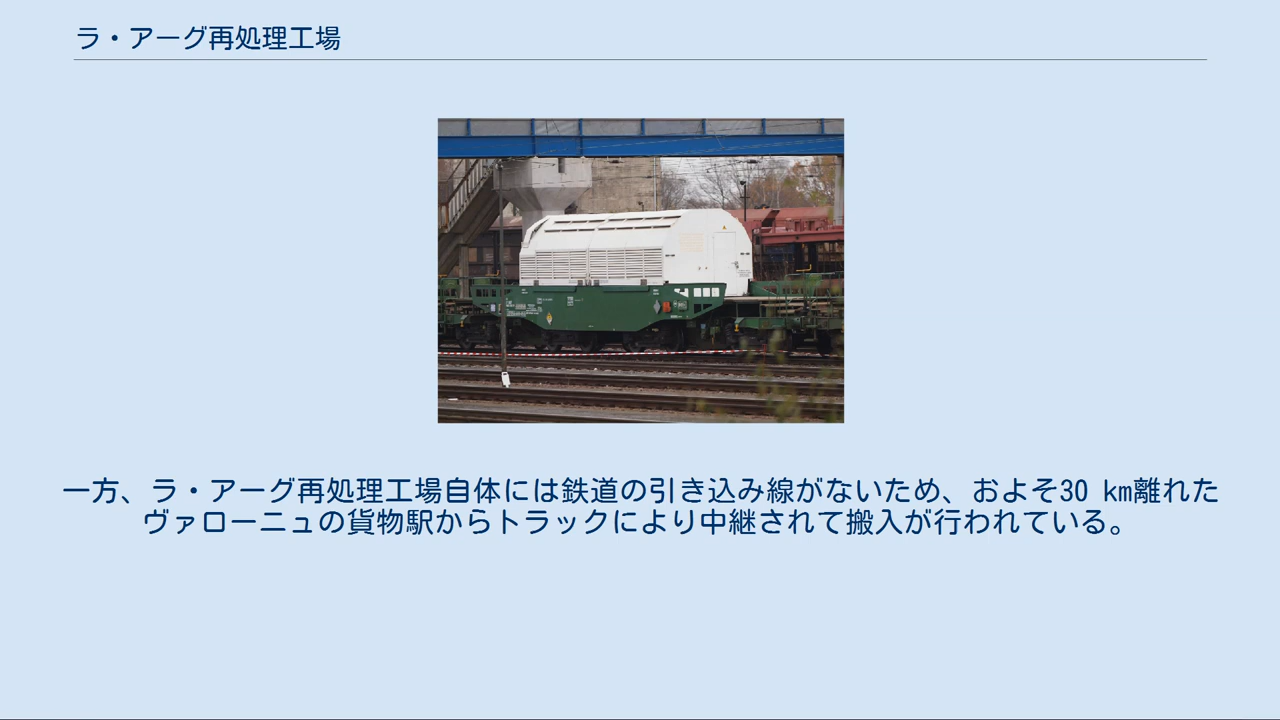 ラ・アーグ再処理工場
一方、ラ・アーグ再処理工場自体には鉄道の引き込み線がないため、およそ30 km離れた
ヴァローニュの貨物駅からトラックにより中継されて搬入が行われている。